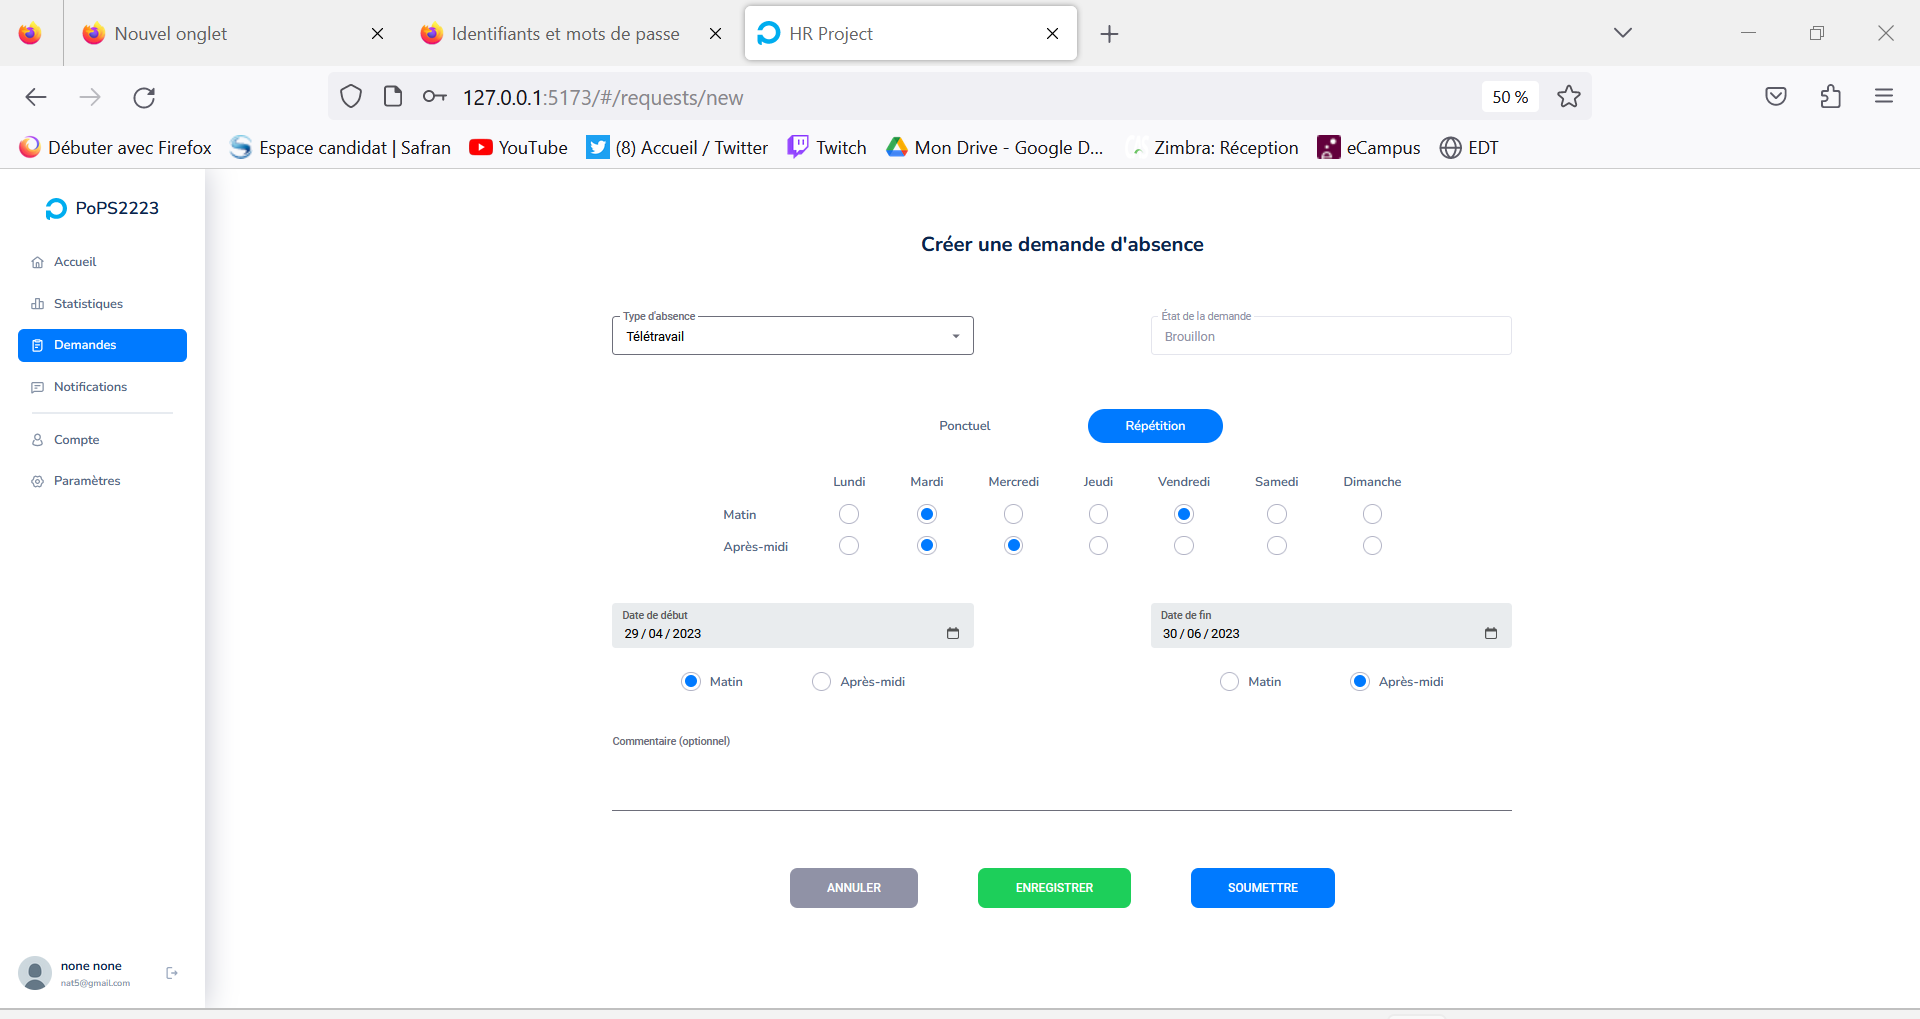 Nouvel onglet
Identifiants et mots de passe
HR Project
127.0.0.1:5173/#/requests/new
50 %
Débuter avec Firefox
Espace candidat | Safran
YouTube
(8) Accueil / Twitter
Twitch
Mon Drive - Google D...
Zimbra: Réception
eCampus
EDT
PoPS2223
Accueil
Statistiques
Demandes
Notifications
Compte
Paramètres
none none
nat5@gmail.com
Créer une demande d'absence
Type d'absence
Télétravail
État de la demande
Brouillon
Ponctuel
Répétition
Lundi Mardi Mercredi Jeudi Vendredi Samedi Dimanche
Matin
Après-midi
Date de début
29 / 04 / 2023
Date de fin
30 / 06 / 2023
Matin Après-midi
Matin Après-midi
Commentaire (optionnel)
ANNULER
ENREGISTRER
SOUMETTRE